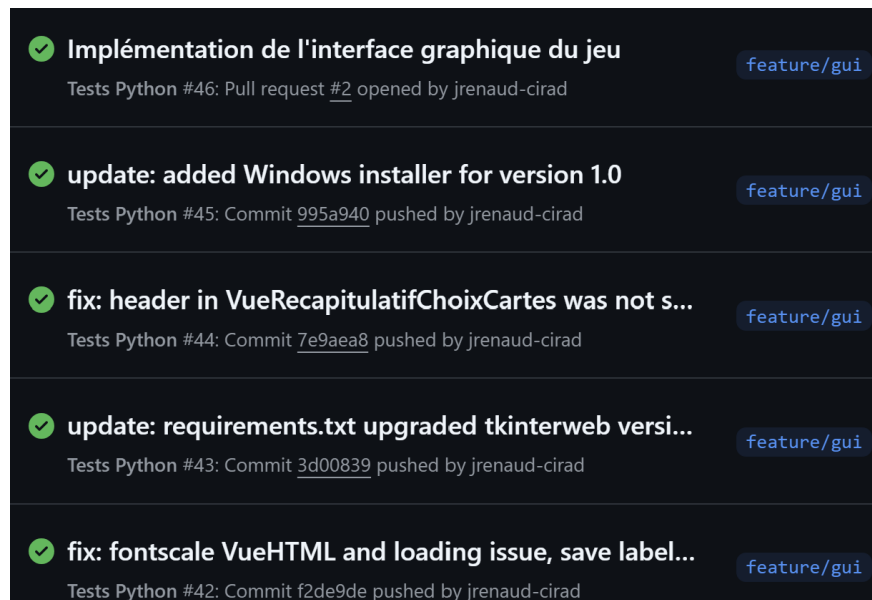 Implémentation de l'interface graphique du jeu
feature/gui
Tests Python #46: Pull request #2 opened by jrenaud-cirad
update: added Windows installer for version 1.0
feature/gui
Tests Python #45: Commit 995a940 pushed by jrenaud-cirad
fix: header in VueRecapitulatifChoixCartes was not s...
feature/gui
Tests Python #44: Commit 7e9aea8 pushed by jrenaud-cirad
update: requirements.txt upgraded tkinterweb versi...
feature/gui
Tests Python #43: Commit 3d00839 pushed by jrenaud-cirad
fix: fontscale VueHTML and loading issue, save label...
feature/gui
Tests Python #42: Commit f2de9de pushed by jrenaud-cirad